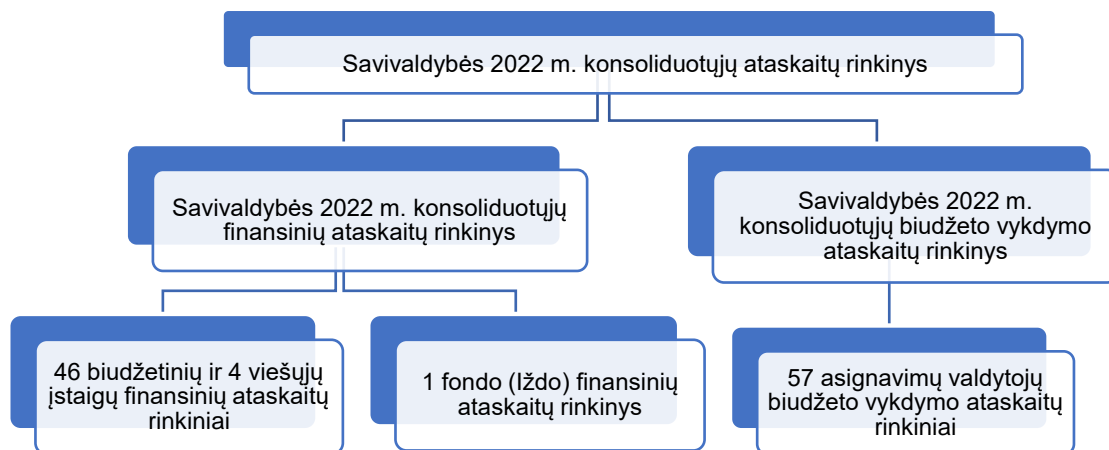 Savivaldybės 2022 m. konsoliduotųjų ataskaitų rinkinys
Savivaldybės 2022 m. konsoliduotųjų
finansinių ataskaitų rinkinys
Savivaldybės 2022 m.
konsoliduotųjų biudžeto vykdymo
ataskaitų rinkinys
46 biudžetinių ir 4 viešųjų
įstaigų finansinių ataskaitų
rinkiniai
1 fondo (Iždo) finansinių
ataskaitų rinkinys
57 asignavimų valdytojų
biudžeto vykdymo ataskaitų
rinkiniai